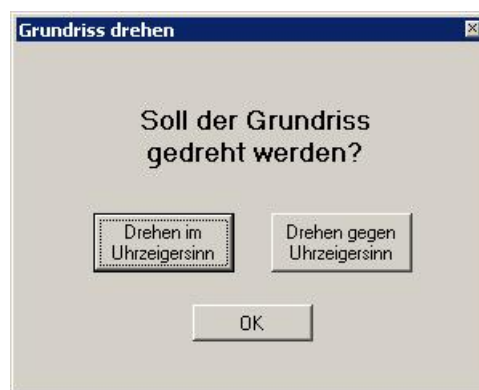 Grundriss drehen
Soll der Grundriss
gedreht werden?
Drehen im
Uhrzeigersinn
Drehen gegen
Uhrzeigersinn
OK